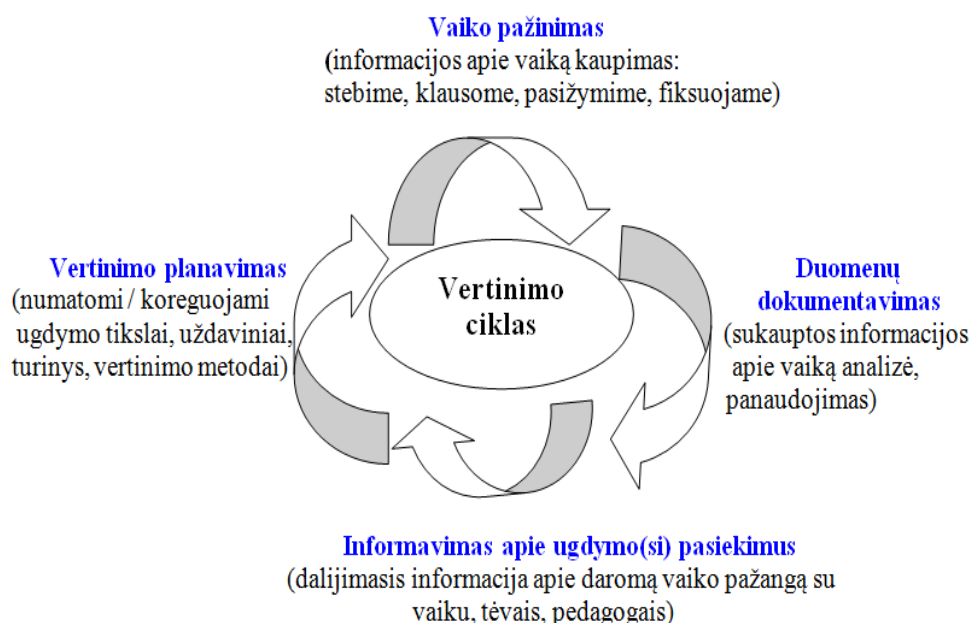 Vaiko pažinimas
(informacijos apie vaiką kaupimas:
stebime, klausome, pasižymime, fiksuojame)
Vertinimo planavimas
(numatomi / koreguojami
ugdymo tikslai, uždaviniai,
turinys, vertinimo metodai)
Vertinimo
ciklas
Duomenų
dokumentavimas
(sukauptos informacijos
apie vaiką analizė,
panaudojimas)
Informavimas apie ugdymo(si) pasiekimus
(dalijimasis informacija apie daromą vaiko pažangą su
vaiku, tėvais, pedagogais)